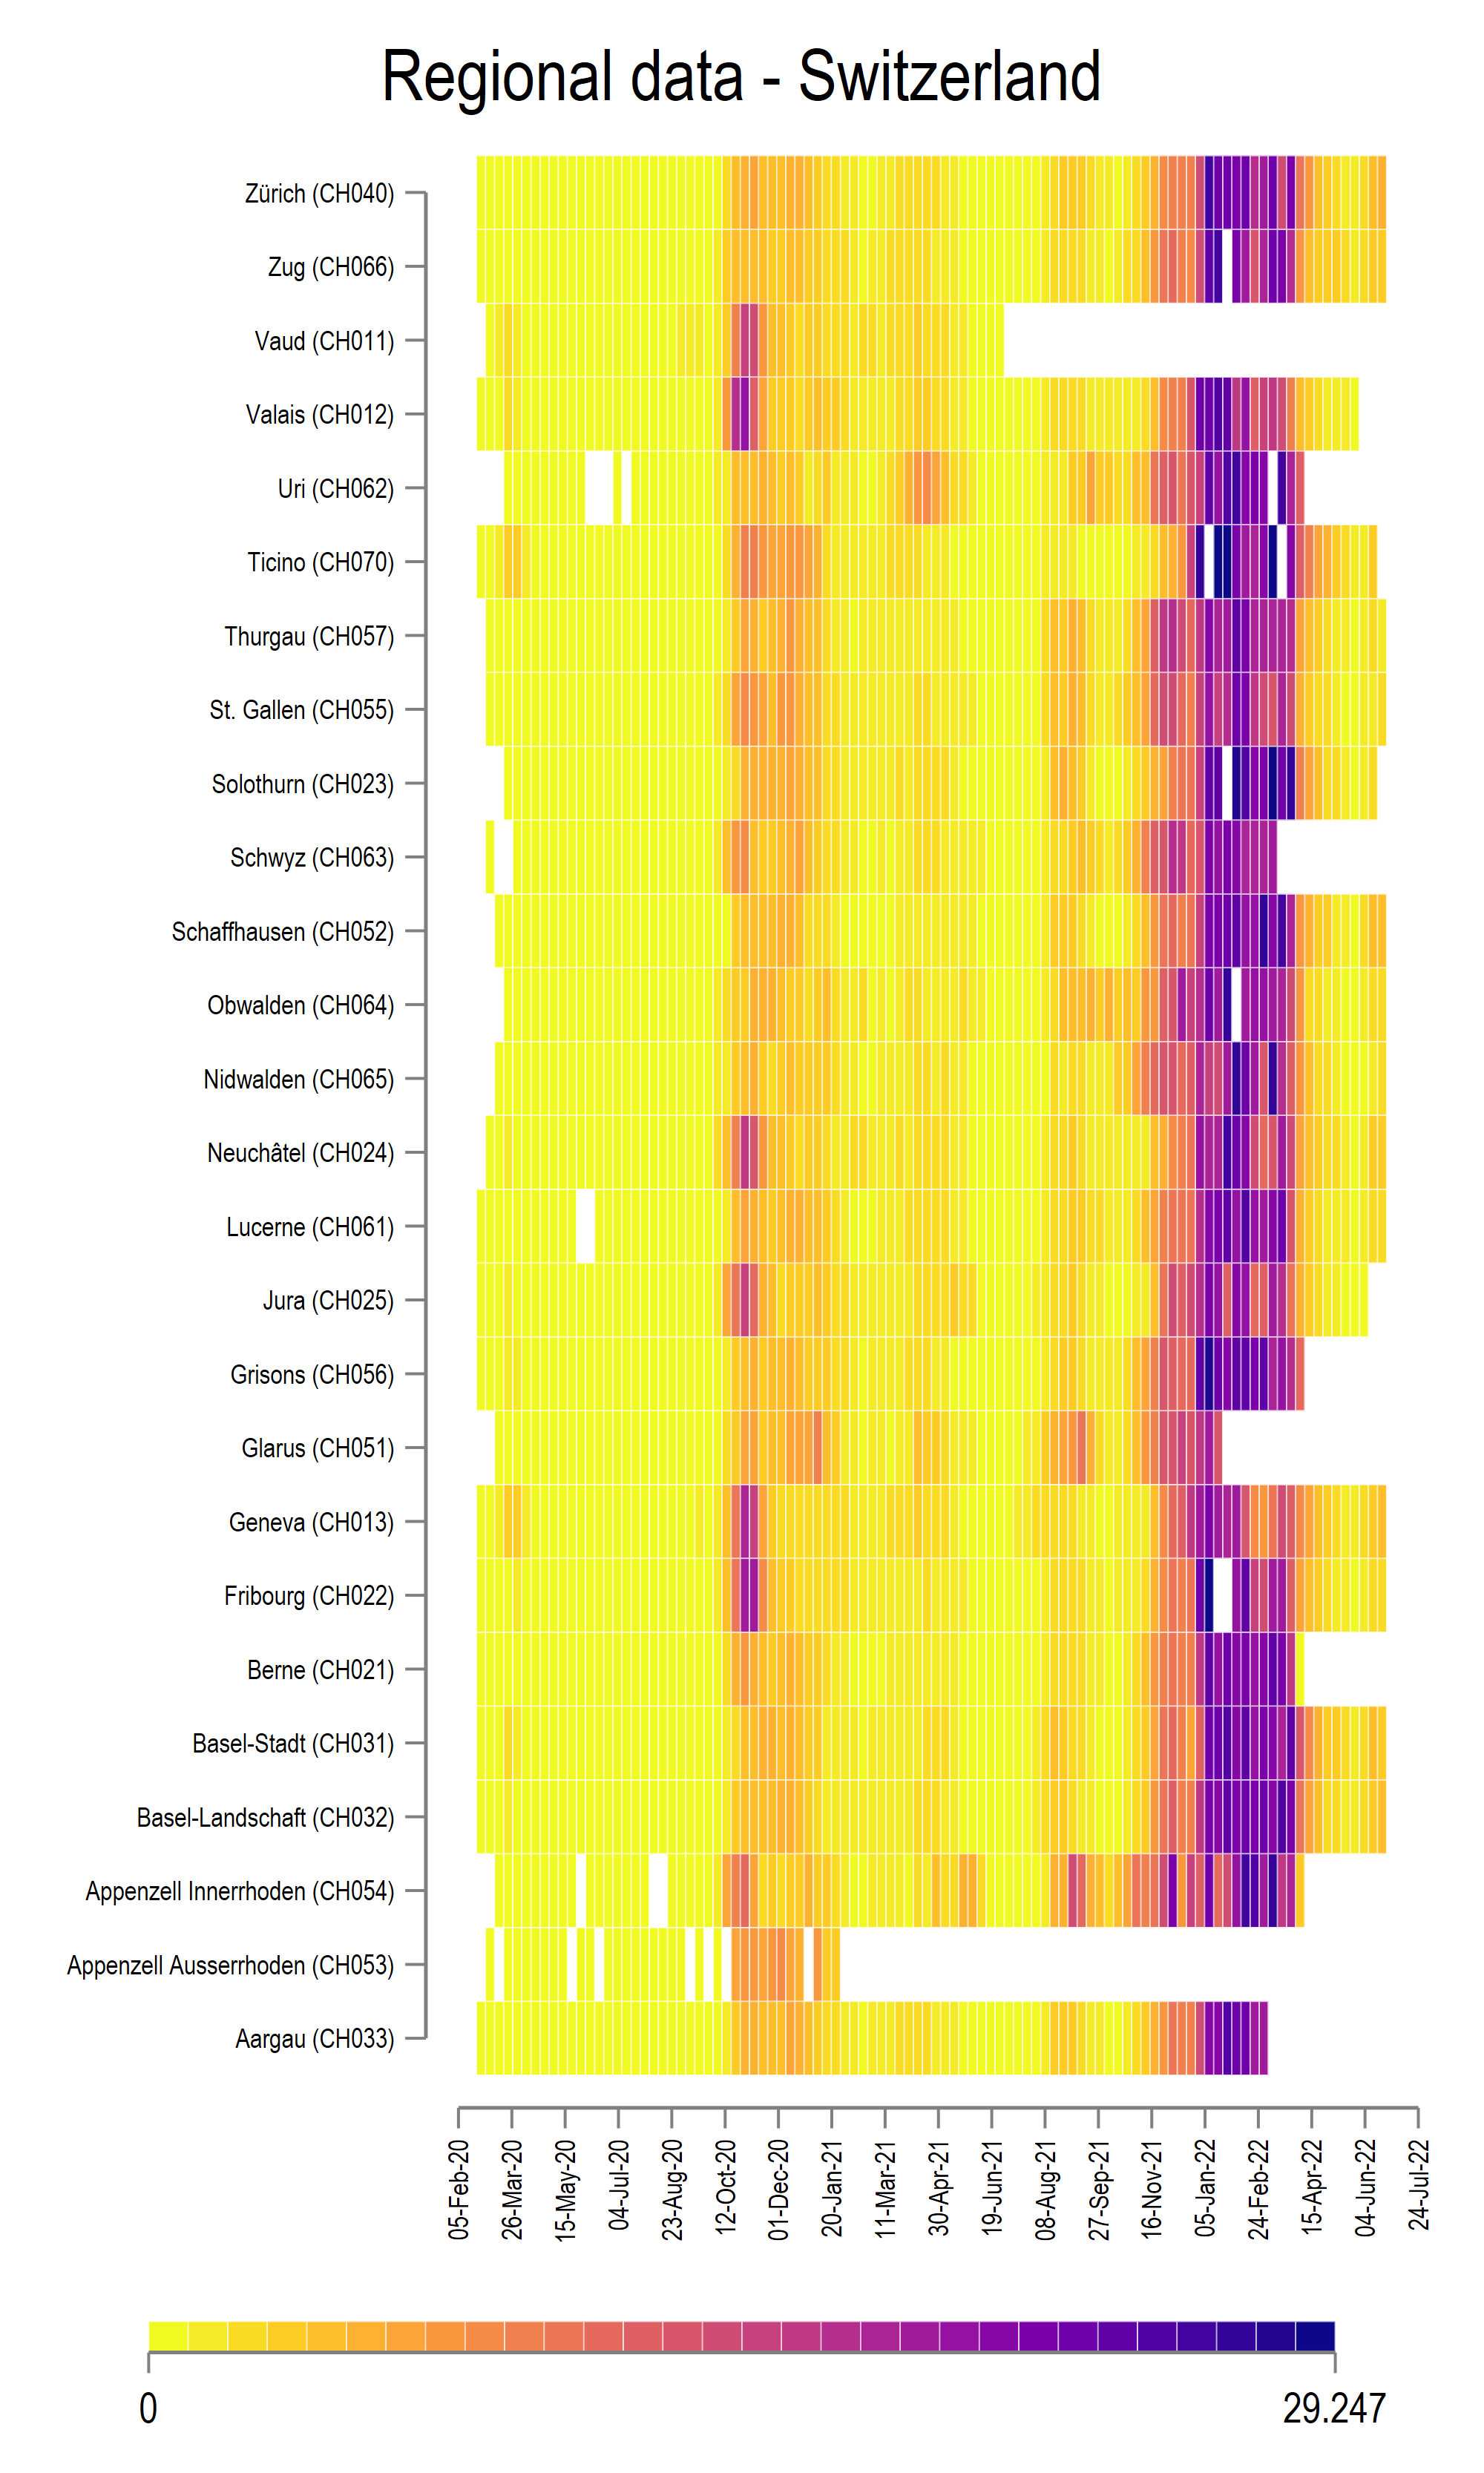 Regional data - Switzerland
Zürich (CH040)
Zug (CH066)
Vaud (CH011)
Valais (CH012)
Uri (CH062)
Ticino (CH070)
Thurgau (CH057)
St. Gallen (CH055)
Solothurn (CH023)
Schwyz (CH063)
Schaffhausen (CH052)
Obwalden (CH064)
Nidwalden (CH065)
Neuchâtel (CH024)
Lucerne (CH061)
Jura (CH025)
Grisons (CH056)
Glarus (CH051)
Geneva (CH013)
Fribourg (CH022)
Berne (CH021)
Basel-Stadt (CH031)
Basel-Landschaft (CH032)
Appenzell Innerrhoden (CH054)
Appenzell Ausserrhoden (CH053)
Aargau (CH033)
05-Feb-20
26-Mar-20
15-May-20
04-Jul-20
23-Aug-20
12-Oct-20
01-Dec-20
20-Jan-21
11-Mar-21
30-Apr-21
19-Jun-21
08-Aug-21
27-Sep-21
16-Nov-21
05-Jan-22
24-Feb-22
15-Apr-22
04-Jun-22
24-Jul-22
0
29.247